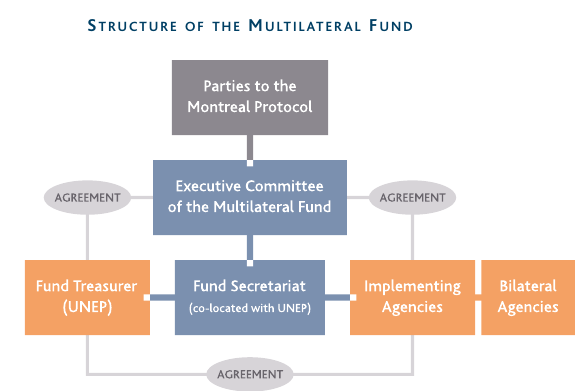 STRUCTURE OF THE MULTILATERAL FUND
Parties to the
Montreal Protocol
Executive Committee
of the Multilateral Fund
AGREEMENT
AGREEMENT
Fund Treasurer
(UNEP)
Fund Secretariat
(co-located with UNEP)
Implementing
Agencies
Bilateral
Agencies
AGREEMENT